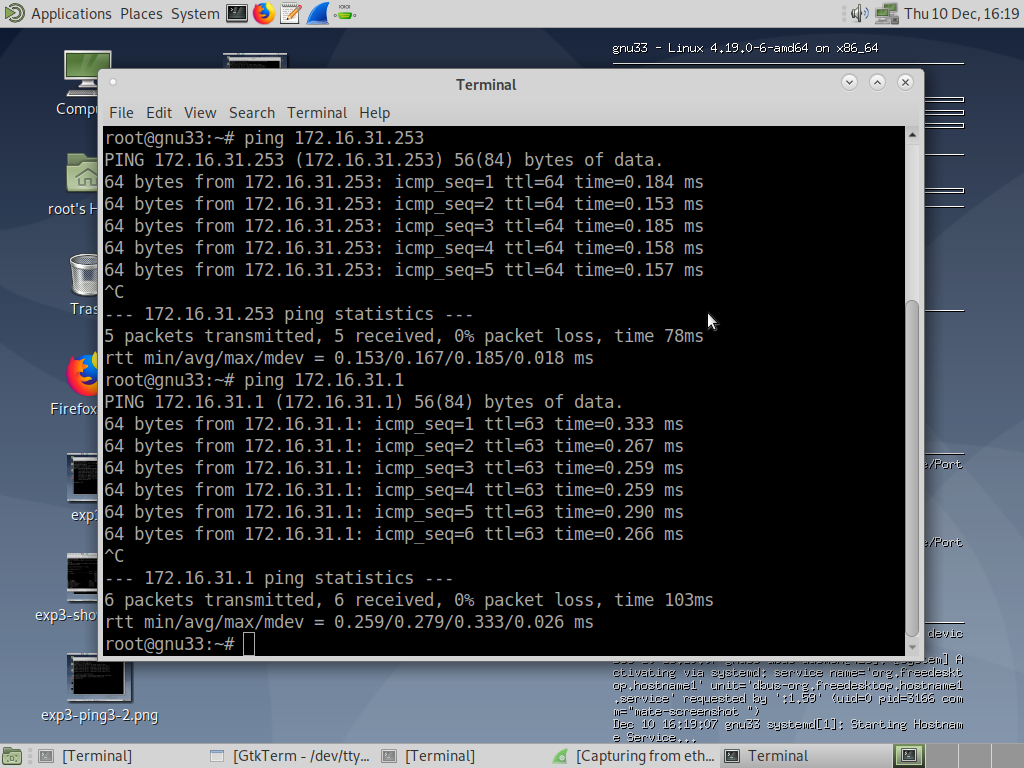 Applications Places System
Thu 10 Dec, 16:19
gnu33 - Linux 4.19.0-6-amd64 on x86_64
Terminal
File Edit View Search Terminal Help
root@gnu33:~# ping 172.16.31.253
PING 172.16.31.253 (172.16.31.253) 56(84) bytes of data.
64 bytes from 172.16.31.253: icmp_seq=1 ttl=64 time=0.184 ms
64 bytes from 172.16.31.253: icmp_seq=2 ttl=64 time=0.153 ms
64 bytes from 172.16.31.253: icmp_seq=3 ttl=64 time=0.185 ms
64 bytes from 172.16.31.253: icmp_seq=4 ttl=64 time=0.158 ms
64 bytes from 172.16.31.253: icmp_seq=5 ttl=64 time=0.157 ms
^C
--- 172.16.31.253 ping statistics ---
5 packets transmitted, 5 received, 0% packet loss, time 78ms
rtt min/avg/max/mdev = 0.153/0.167/0.185/0.018 ms
root@gnu33:~# ping 172.16.31.1
PING 172.16.31.1 (172.16.31.1) 56(84) bytes of data.
64 bytes from 172.16.31.1: icmp_seq=1 ttl=63 time=0.333 ms
64 bytes from 172.16.31.1: icmp_seq=2 ttl=63 time=0.267 ms
64 bytes from 172.16.31.1: icmp_seq=3 ttl=63 time=0.259 ms
64 bytes from 172.16.31.1: icmp_seq=4 ttl=63 time=0.259 ms
64 bytes from 172.16.31.1: icmp_seq=5 ttl=63 time=0.290 ms
64 bytes from 172.16.31.1: icmp_seq=6 ttl=63 time=0.266 ms
^C
--- 172.16.31.1 ping statistics ---
6 packets transmitted, 6 received, 0% packet loss, time 103ms
rtt min/avg/max/mdev = 0.259/0.279/0.333/0.026 ms
root@gnu33:~#
Compu
root's H
Tras
Firefox
exp
exp3-sho
exp3-ping3-2.png
e/Port
e/Port
devic
[system] A
ctivating via systemd: service name='org.freedeskt
op.hostname1' unit='dbus-org.freedesktop.hostname1
.service' requested by ':1.59' (uid=0 pid=3166 com
m="mate-screenshot ")
Dec 10 16:19:07 gnu33 systemd[1]: Starting Hostnam
e Service...
[Terminal]
[GtkTerm - /dev/tty...
[Terminal]
[Capturing from eth...
Terminal